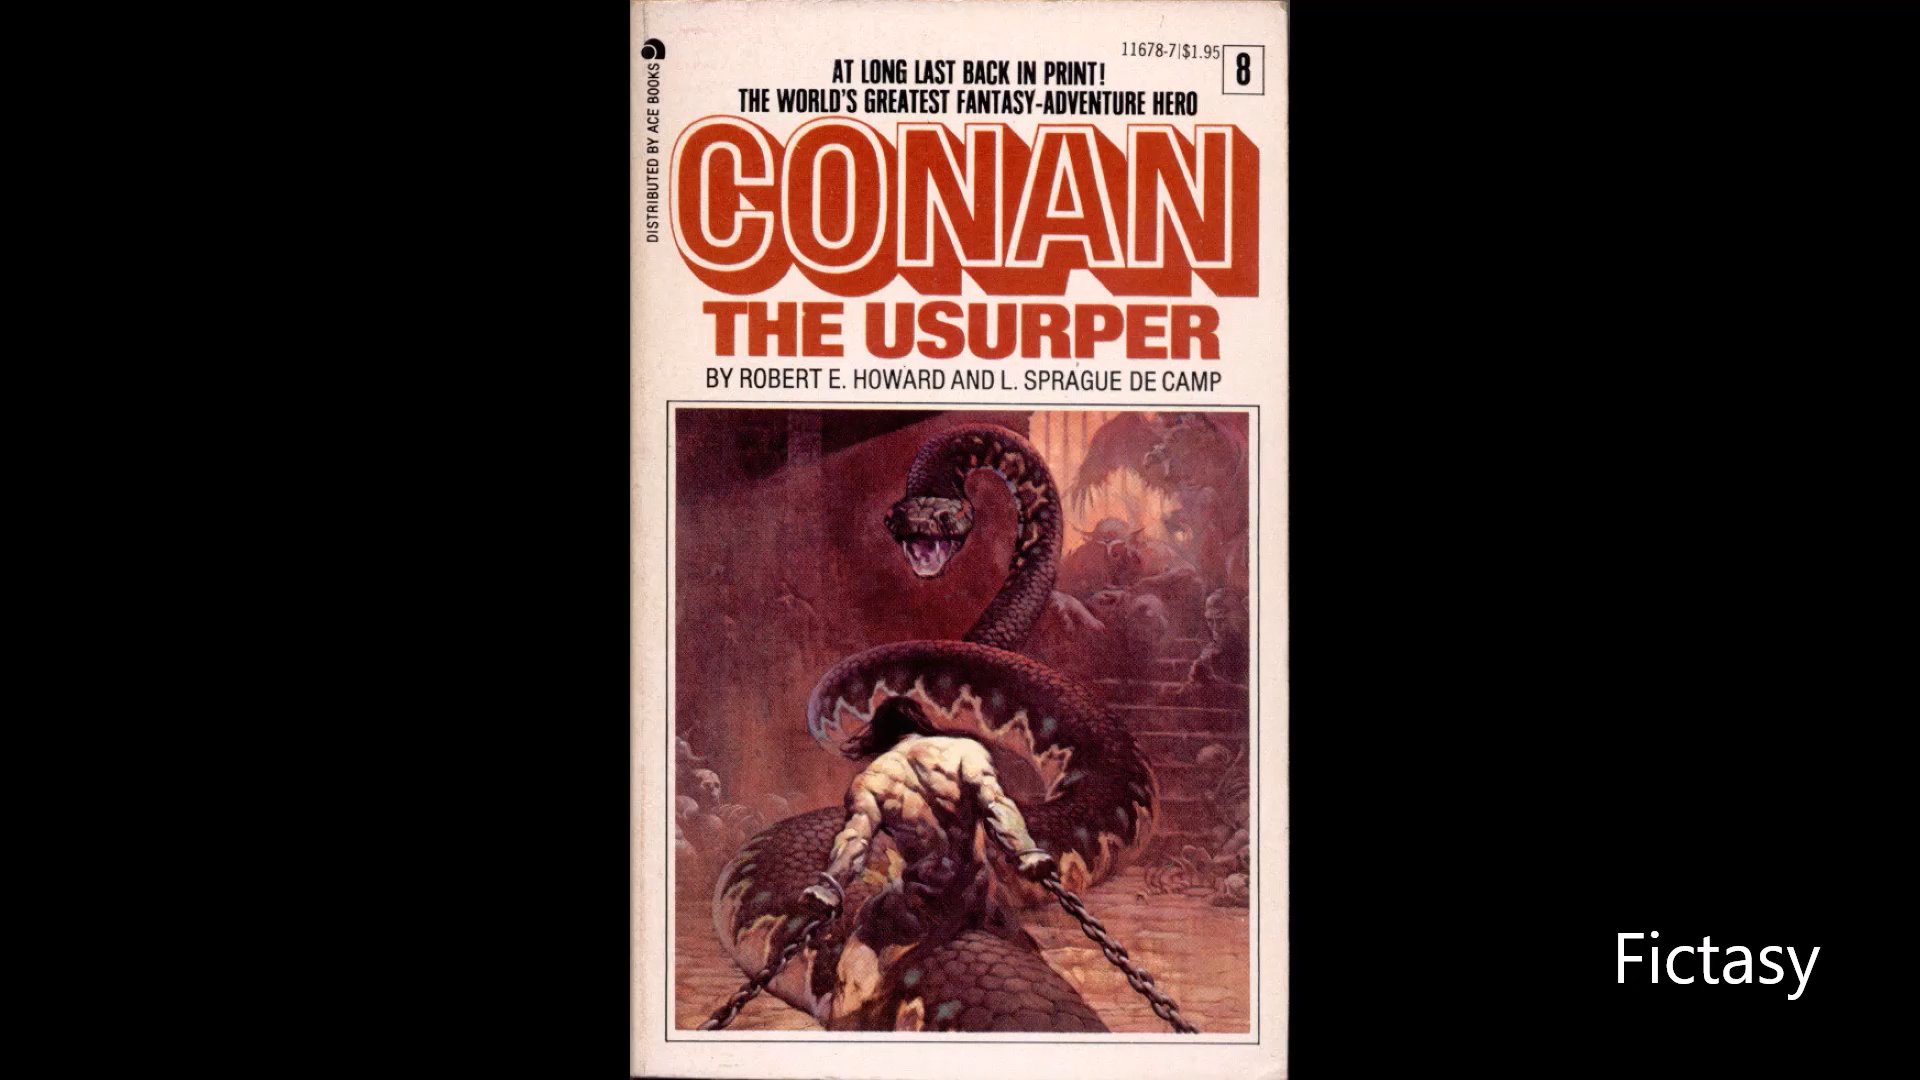 11678-7|$1.95
8
AT LONG LAST BACK IN PRINT!
THE WORLD'S GREATEST FANTASY-ADVENTURE HERO
DISTRIBUTED BY ACE BOOKS
CONAN
THE USURPER
BY ROBERT E. HOWARD AND L. SPRAGUE DE CAMP
Fictasy